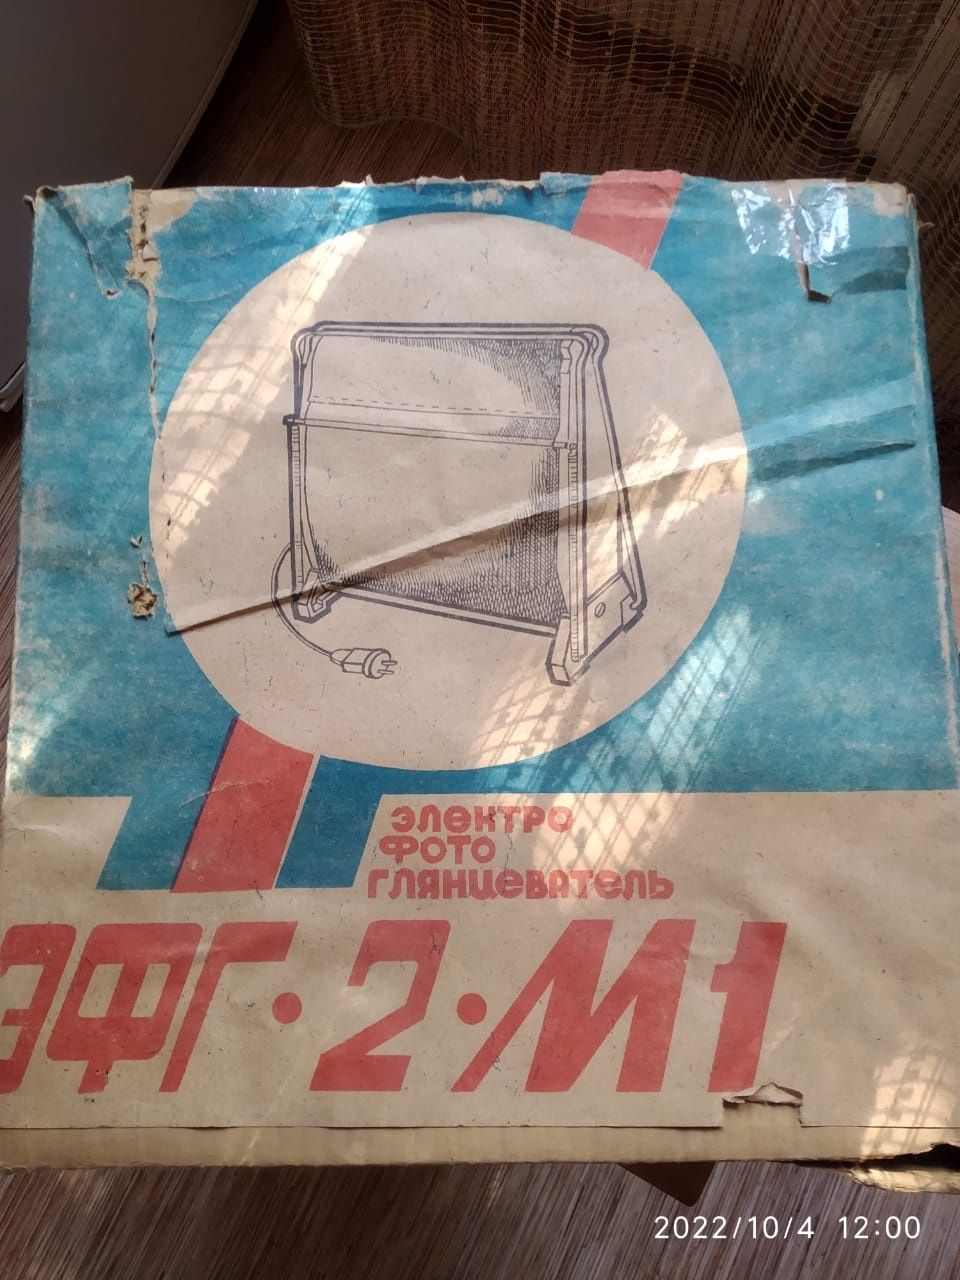 электро
фото
глянцеватель
ЭФГ·2·М1
2022/10/4 12:00